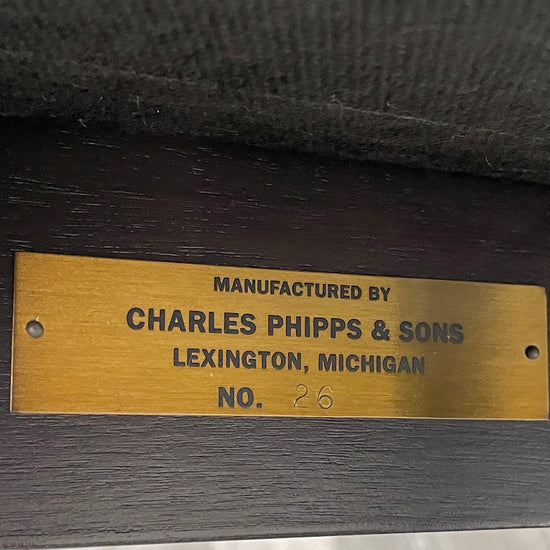 MANUFACTURED BY
CHARLES PHIPPS & SONS
LEXINGTON, MICHIGAN
NO. 26